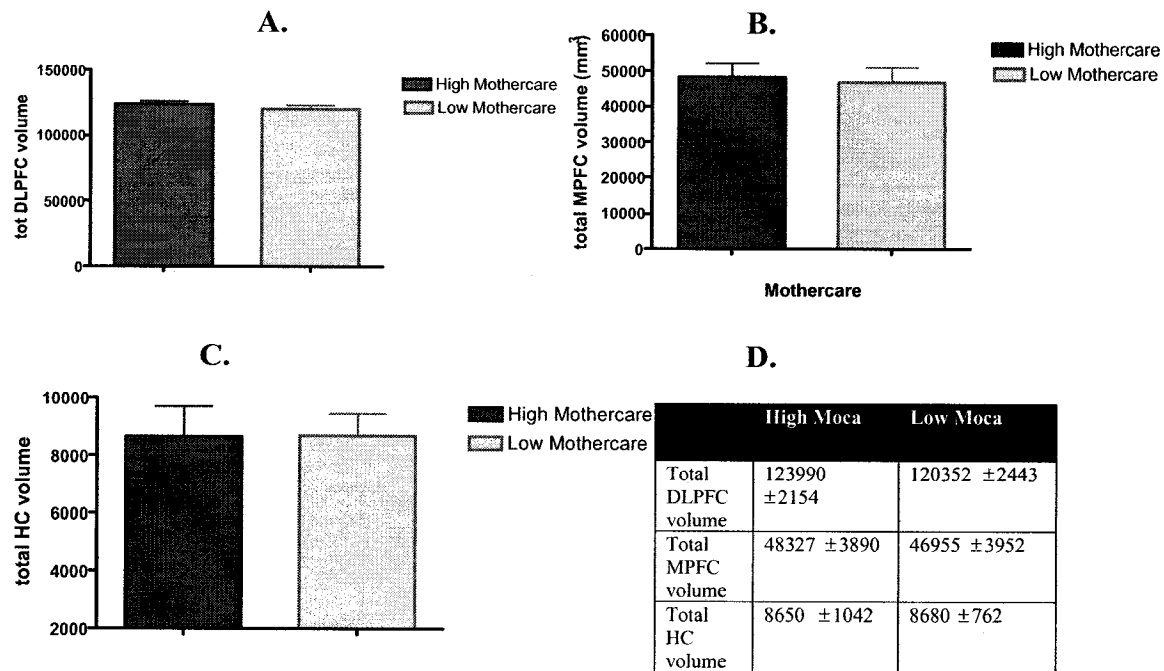 A.
150000
100000
50000
0
tot DLPFC volume
High Mothercare
Low Mothercare
B.
60000
50000
40000
30000
20000
10000
0
total MPFC volume (mm³)
High Mothercare
Low Mothercare
Mothercare
C.
10000
8000
6000
4000
2000
total HC volume
High Mothercare
Low Mothercare
D.
High Moca Low Moca
Total 123990 120352 ±2443
DLPFC ±2154
volume
Total 48327 ±3890 46955 ±3952
MPFC
volume
Total 8650 ±1042 8680 ±762
HC
volume